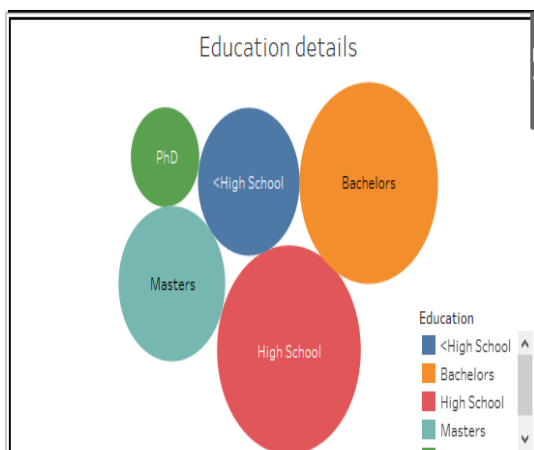 Education details
PhD
<High School
Bachelors
Masters
High School
Education
<High School
Bachelors
High School
Masters